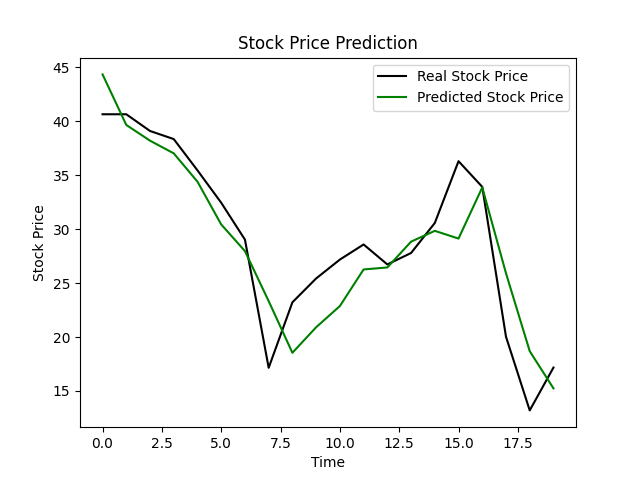 Stock Price Prediction
Real Stock Price
Predicted Stock Price
45
40
35
30
25
20
15
Stock Price
0.0 2.5 5.0 7.5 10.0 12.5 15.0 17.5
Time